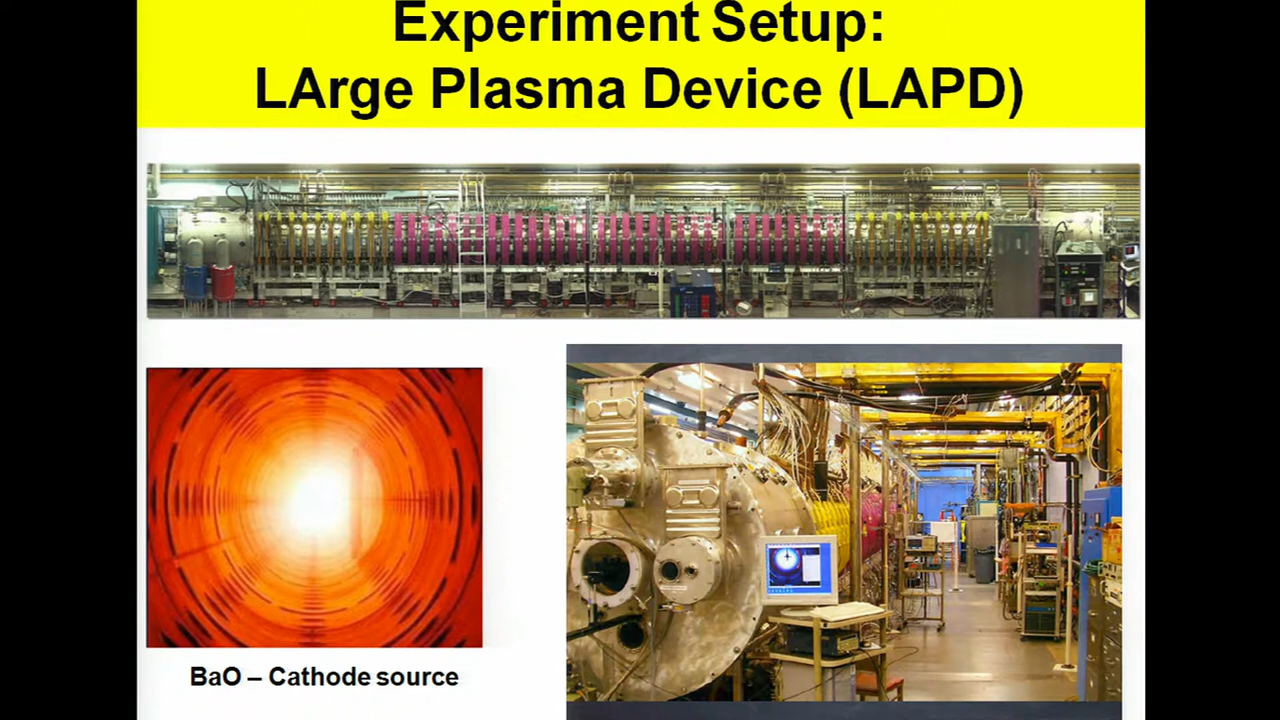 Experiment Setup:
LArge Plasma Device (LAPD)
BaO – Cathode source